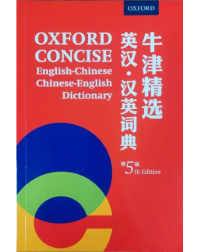 OXFORD
OXFORD
CONCISE
English-Chinese
Chinese-English
Dictionary
牛津精选
英汉·汉英词典
第5版
5th Edition